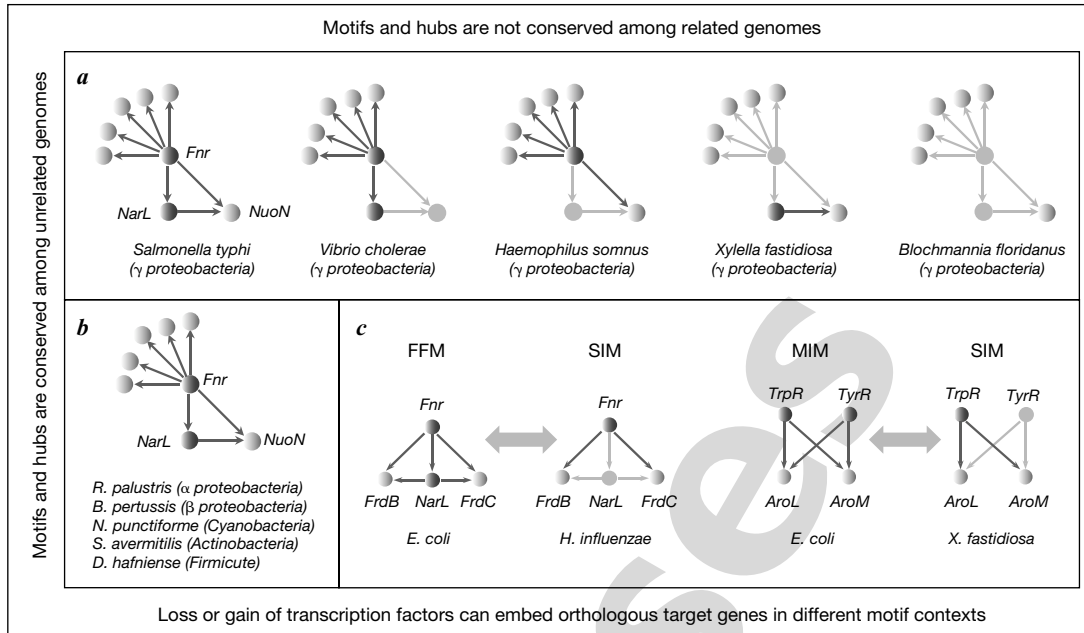 Motifs and hubs are not conserved among related genomes
Motifs and hubs are conserved among unrelated genomes
a
Fnr
NarL
NuoN
Salmonella typhi
(γ proteobacteria)
Vibrio cholerae
(γ proteobacteria)
Haemophilus somnus
(γ proteobacteria)
Xylella fastidiosa
(γ proteobacteria)
Blochmannia floridanus
(γ proteobacteria)
b
Fnr
NarL
NuoN
R. palustris (α proteobacteria)
B. pertussis (β proteobacteria)
N. punctiforme (Cyanobacteria)
S. avermitilis (Actinobacteria)
D. hafniense (Firmicute)
c
FFM
Fnr
FrdB NarL FrdC
E. coli
SIM
Fnr
FrdB NarL FrdC
H. influenzae
MIM
TrpR TyrR
AroL AroM
E. coli
SIM
TrpR TyrR
AroL AroM
X. fastidiosa
Loss or gain of transcription factors can embed orthologous target genes in different motif contexts
ses